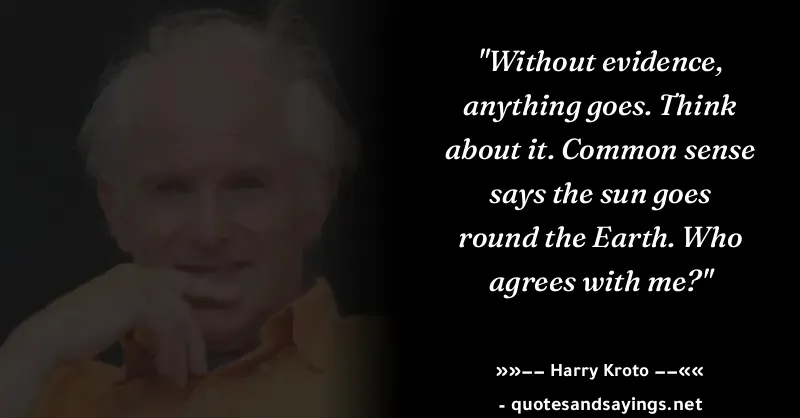 "Without evidence,
anything goes. Think
about it. Common sense
says the sun goes
round the Earth. Who
agrees with me?"
»»–– Harry Kroto ––««
- quotesandsayings.net